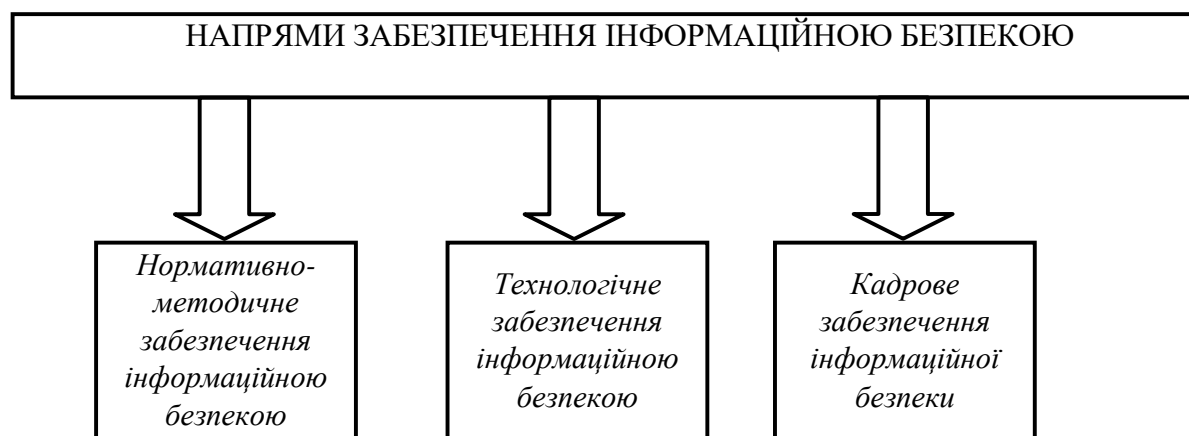 НАПРЯМИ ЗАБЕЗПЕЧЕННЯ ІНФОРМАЦІЙНОЮ БЕЗПЕКОЮ
Нормативно-
методичне
забезпечення
інформаційною
безпекою
Технологічне
забезпечення
інформаційною
безпекою
Кадрове
забезпечення
інформаційної
безпеки